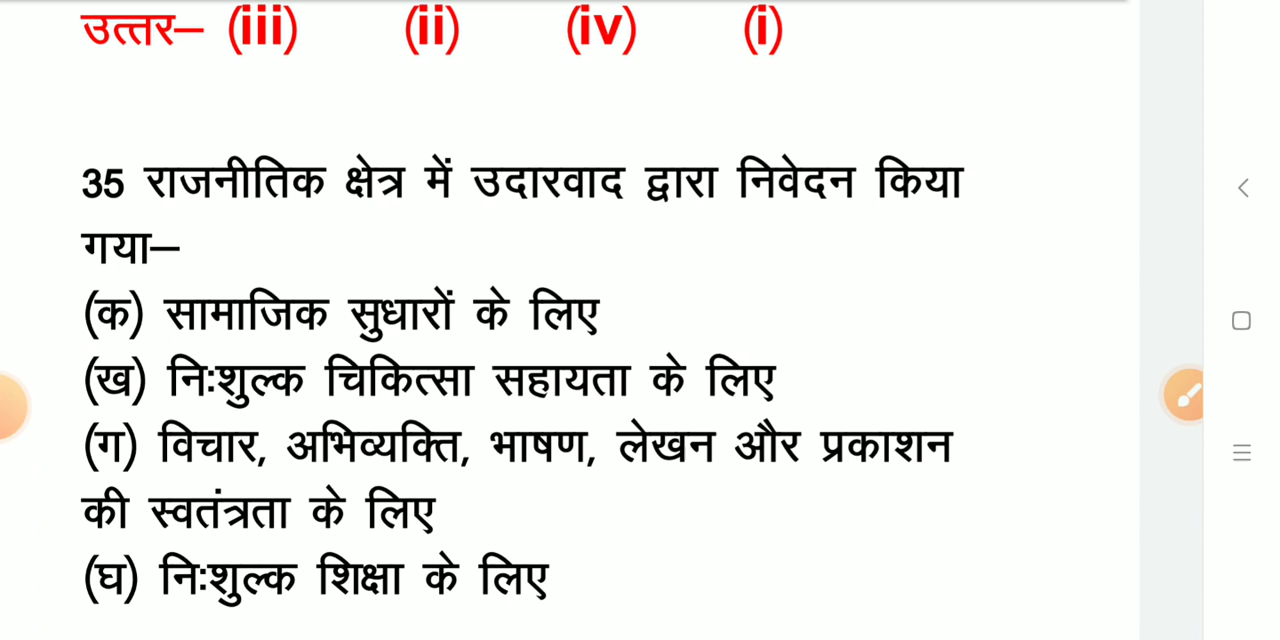 उत्तर– (iii) (ii) (iv) (i)
35 राजनीतिक क्षेत्र में उदारवाद द्वारा निवेदन किया
गया–
(क) सामाजिक सुधारों के लिए
(ख) निःशुल्क चिकित्सा सहायता के लिए
(ग) विचार, अभिव्यक्ति, भाषण, लेखन और प्रकाशन
की स्वतंत्रता के लिए
(घ) निःशुल्क शिक्षा के लिए